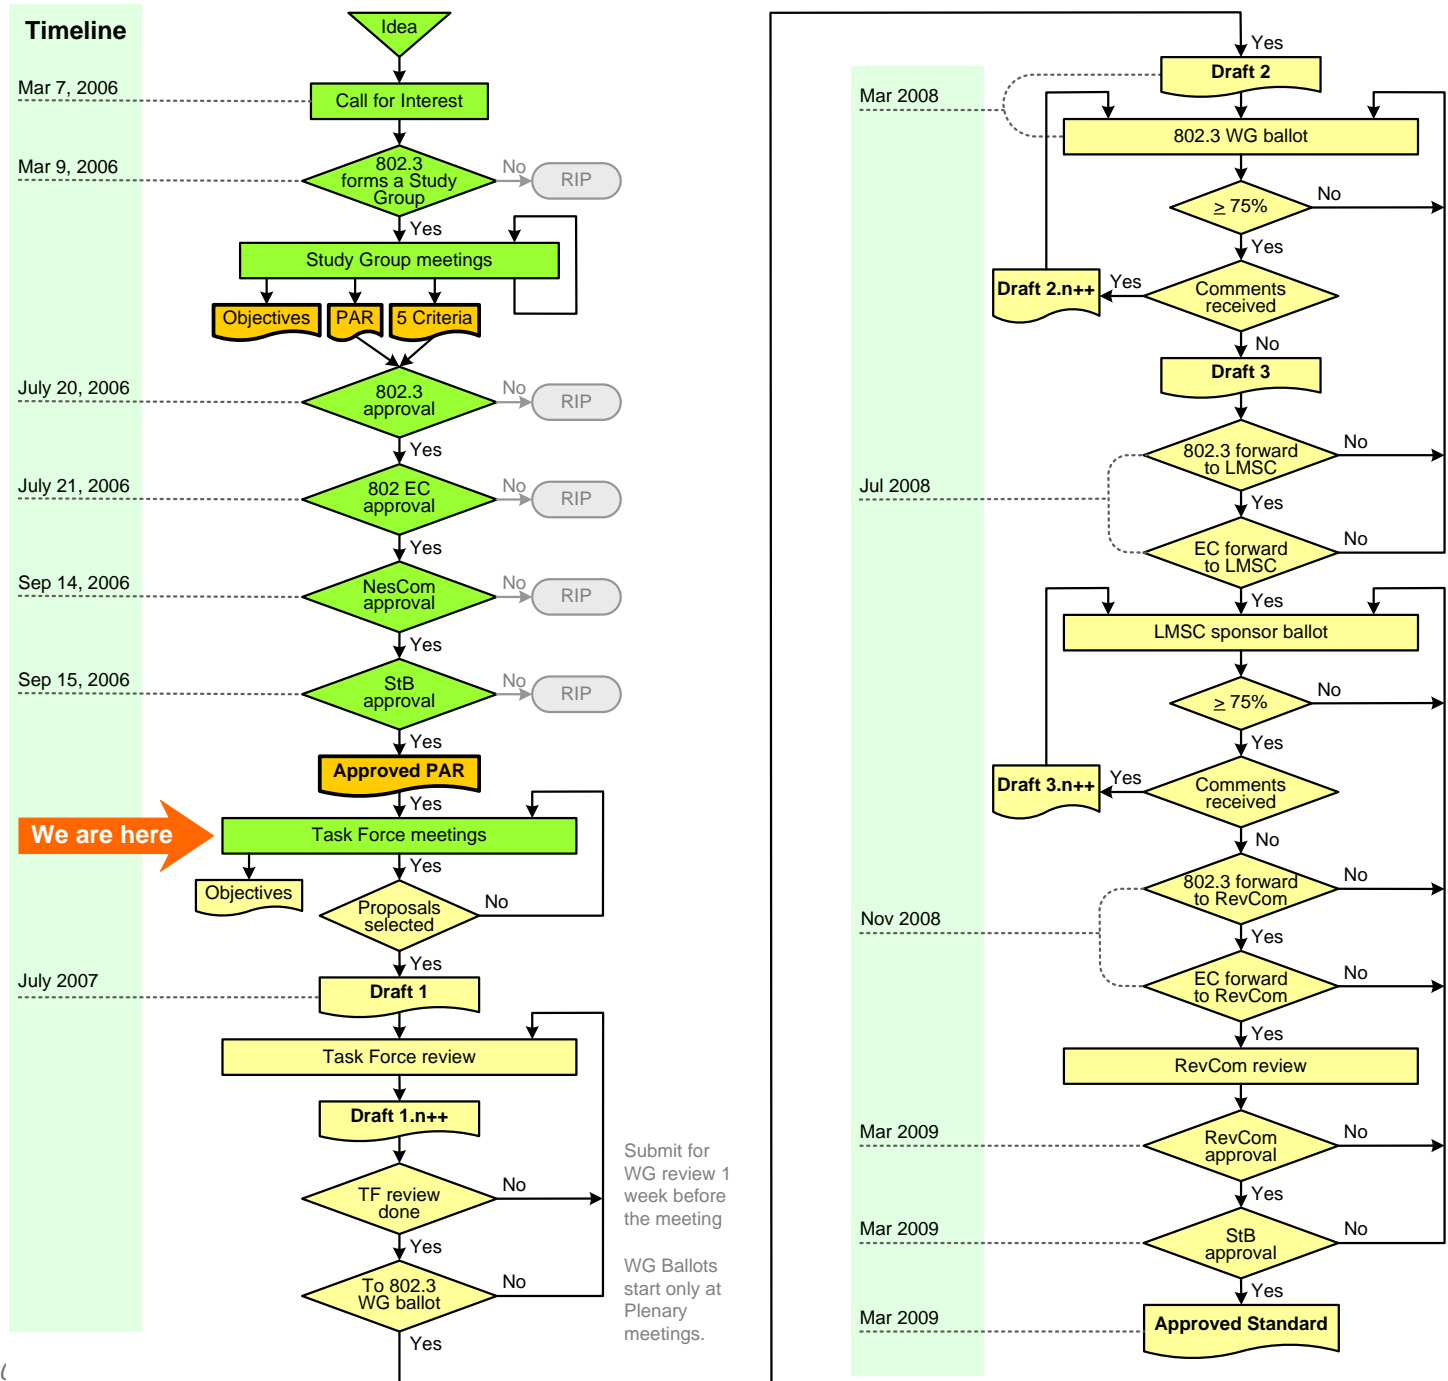 Timeline
Idea
Mar 7, 2006
Call for Interest
Mar 9, 2006
802.3
forms a Study
Group
No
RIP
Yes
Study Group meetings
Objectives
PAR
5 Criteria
July 20, 2006
802.3
approval
No
RIP
Yes
July 21, 2006
802 EC
approval
No
RIP
Yes
Sep 14, 2006
NesCom
approval
No
RIP
Yes
Sep 15, 2006
StB
approval
No
RIP
Yes
Approved PAR
Yes
We are here
Task Force meetings
Yes
Objectives
Proposals
selected
No
Yes
July 2007
Draft 1
Task Force review
Draft 1.n++
TF review
done
No
Yes
To 802.3
WG ballot
No
Yes
Submit for
WG review 1
week before
the meeting
WG Ballots
start only at
Plenary
meetings.
Yes
Draft 2
Mar 2008
802.3 WG ballot
≥ 75%
No
Yes
Draft 2.n++
Yes
Comments
received
No
Draft 3
802.3 forward
to LMSC
No
Jul 2008
Yes
EC forward
to LMSC
No
Yes
LMSC sponsor ballot
≥ 75%
No
Yes
Draft 3.n++
Yes
Comments
received
No
802.3 forward
to RevCom
No
Nov 2008
Yes
EC forward
to RevCom
No
Yes
RevCom review
Mar 2009
RevCom
approval
No
Yes
Mar 2009
StB
approval
No
Yes
Mar 2009
Approved Standard